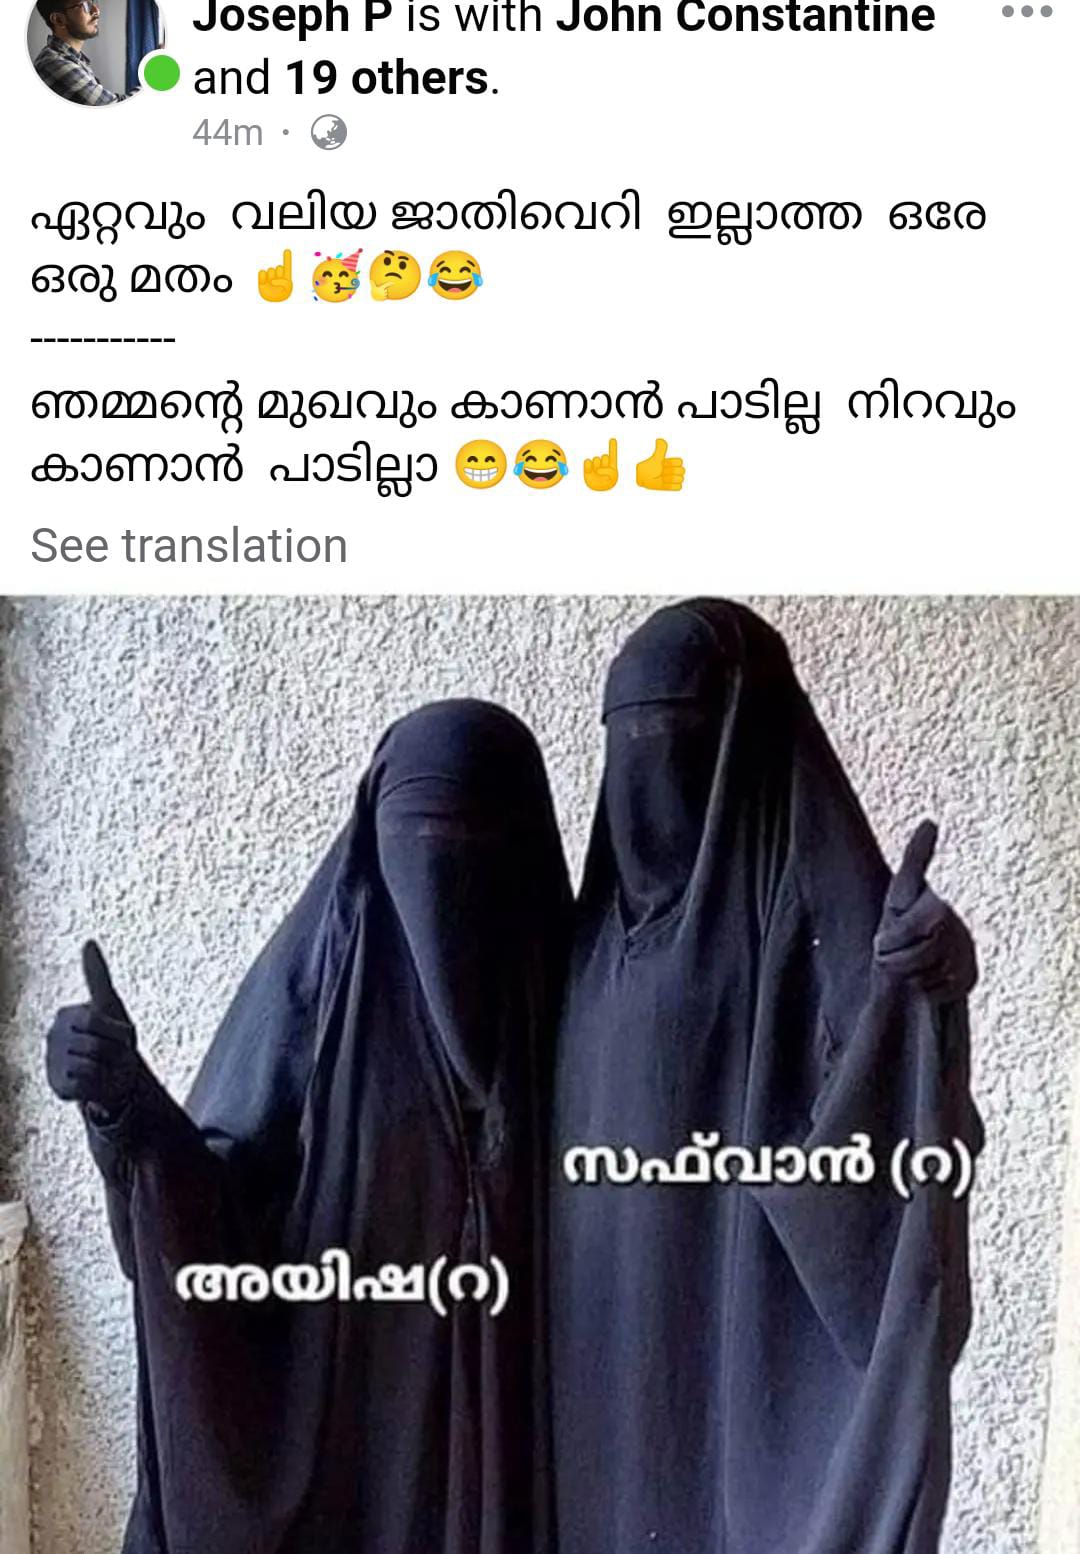 Joseph P is with John Constantine
and 19 others.
44m ·
ഏറ്റവും വലിയ ജാതിവെറി ഇല്ലാത്ത ഒരേ
ഒരു മതം ☝️🥳🤔😂
-----------
ഞമ്മന്റെ മുഖവും കാണാൻ പാടില്ല നിറവും
കാണാൻ പാടില്ലാ 😁😂☝️👍
See translation
സഫ്‌വാൻ (റ)
അയിഷ(റ)